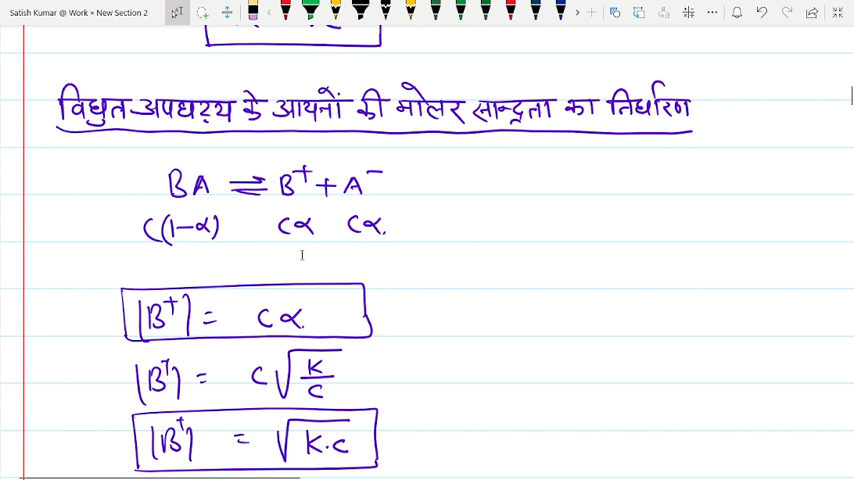 Satish Kumar @ Work » New Section 2
विधुत अपघट्य के आयनों की मोलर सान्द्रता का निर्धारण
BA ⇌ B⁺ + A⁻
C(1-α) Cα Cα.
|B⁺| = Cα.
|B⁺| = C√(K/C)
|B⁺| = √(K.C)